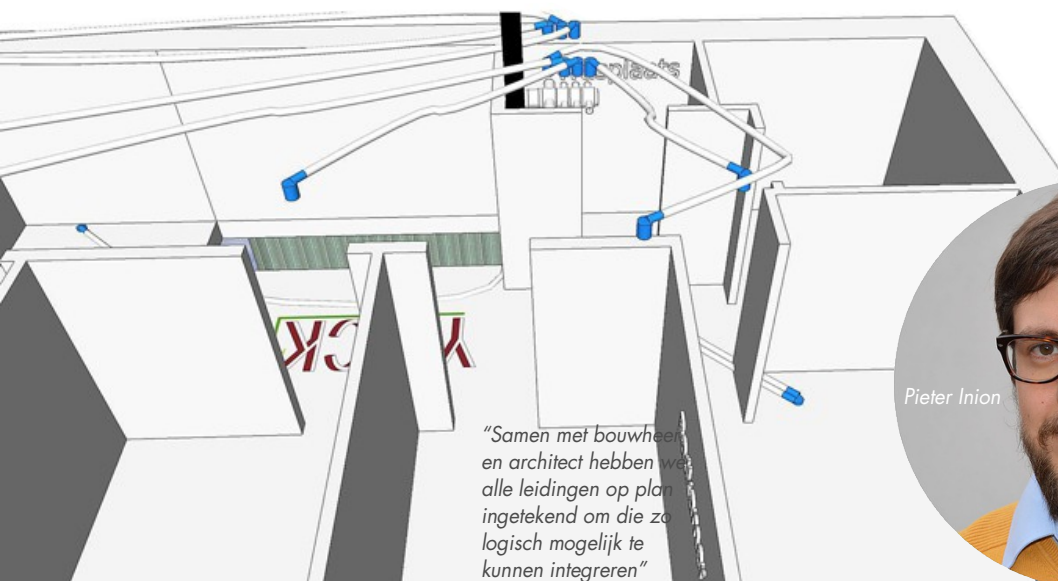 Pieter Inion
"Samen met bouwheer
en architect hebben we
alle leidingen op plan
ingetekend om die zo
logisch mogelijk te
kunnen integreren"